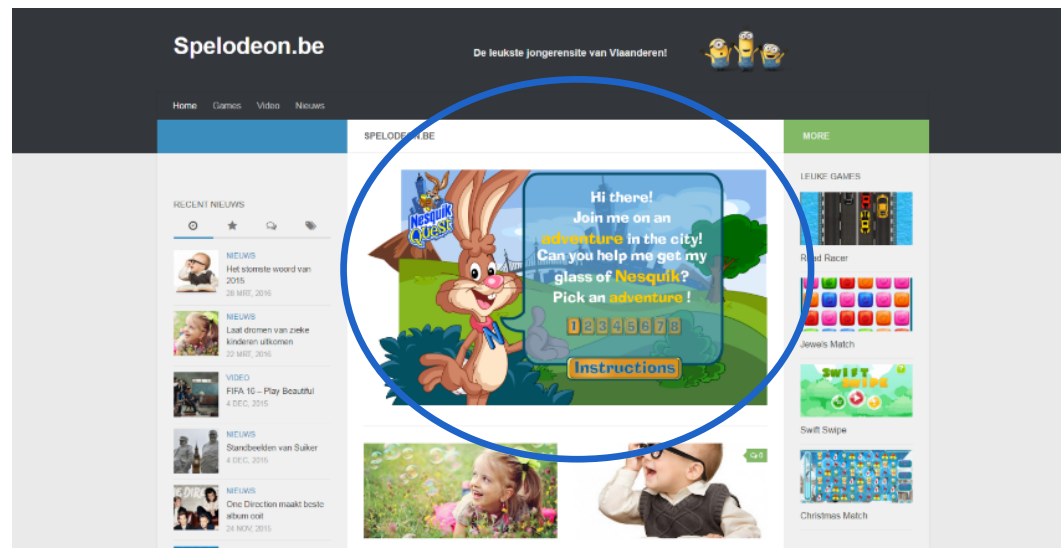 Spelodeon.be
De leukste jongerensite van Vlaanderen!
Home Games Video Nieuws
SPELODEON.BE
MORE
RECENT NIEUWS
NIEUWS
Het stomste woord van
2015
28 MRT, 2015
NIEUWS
Laat dromen van zieke
kinderen uitkomen
22 MRT, 2015
VIDEO
FIFA 16 – Play Beautiful
4 DEC, 2015
NIEUWS
Standbeelden van Suiker
4 DEC, 2015
NIEUWS
One Direction maakt beste
album ooit
24 NOV, 2015
Nesquik
Quest
Hi there!
Join me on an
adventure in the city!
Can you help me get my
glass of Nesquik?
Pick an adventure !
1 2 3 4 5 6 7 8
Instructions
N
0
LEUKE GAMES
Road Racer
Jewels Match
SWIFT
SWIPE
Swift Swipe
Christmas Match